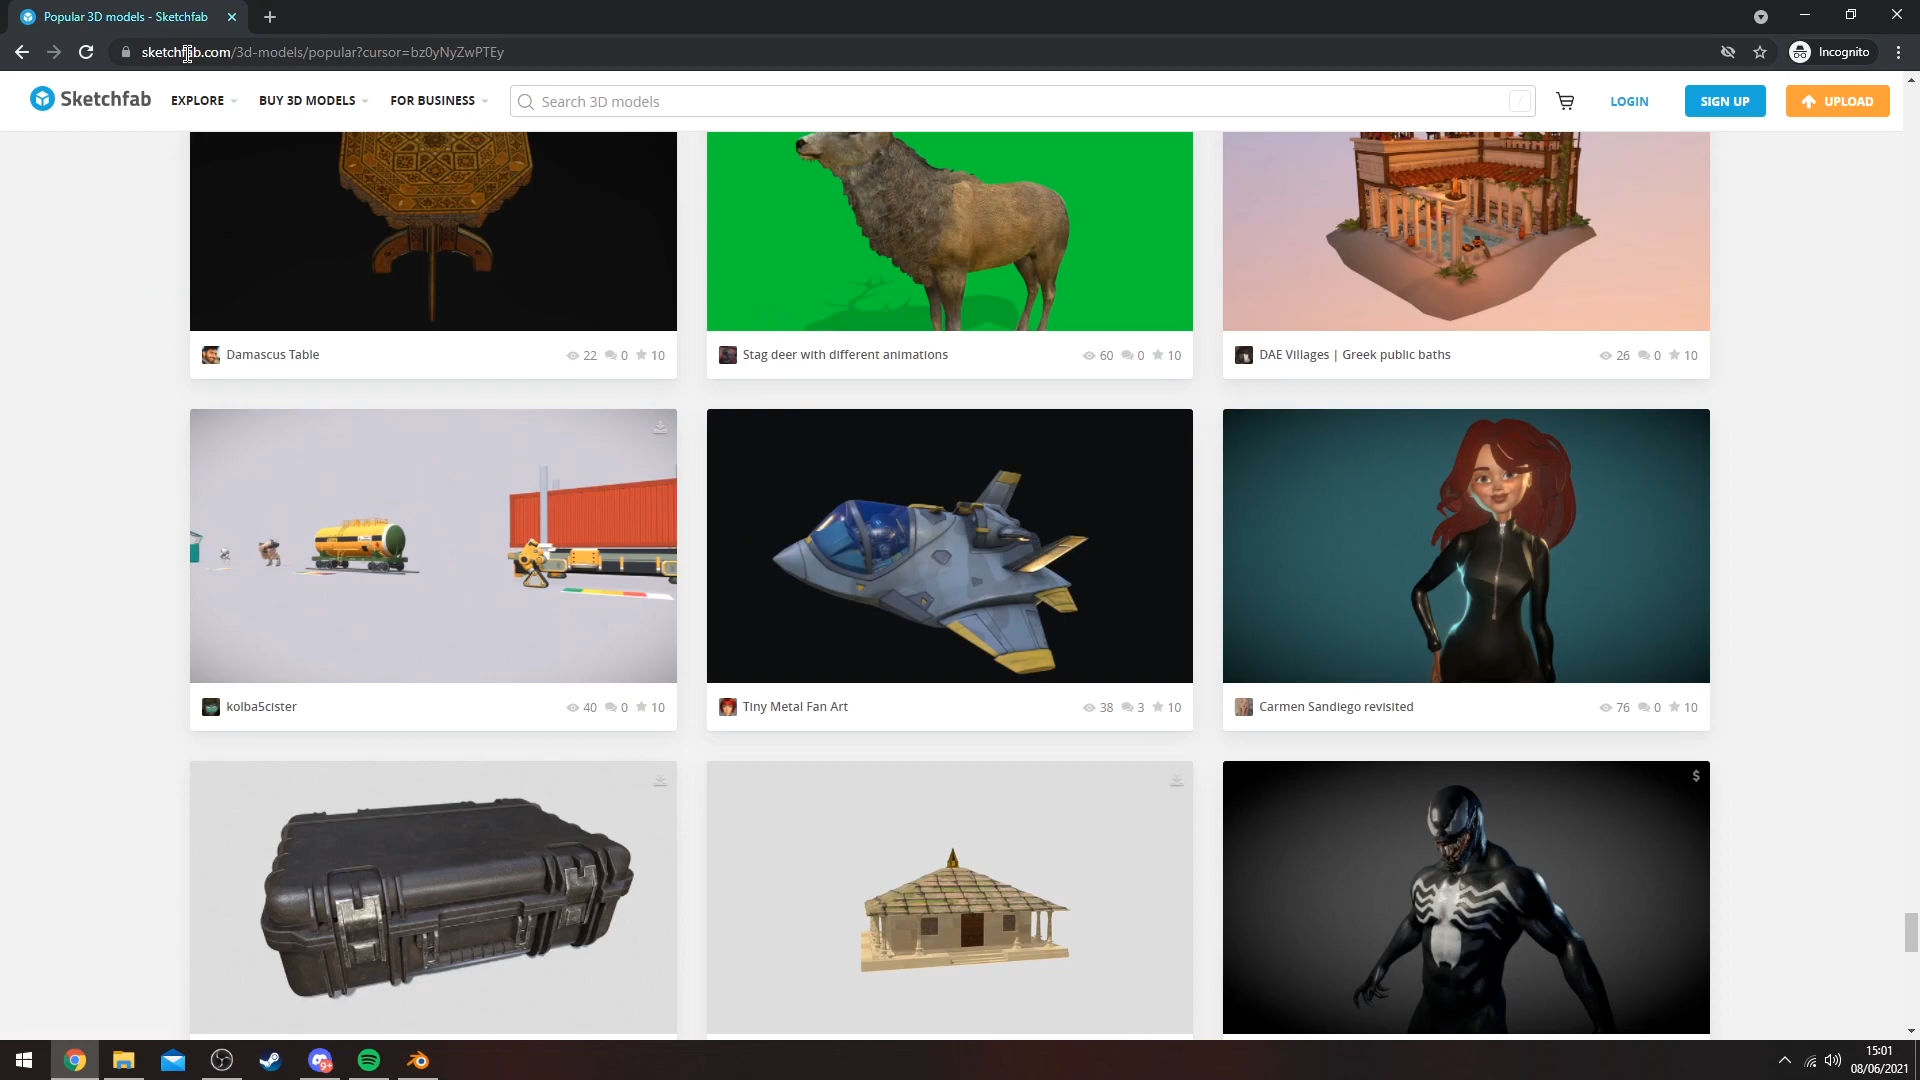 Popular 3D models - Sketchfab
sketchfab.com/3d-models/popular?cursor=bz0yNyZwPTEy
Incognito
Sketchfab EXPLORE BUY 3D MODELS FOR BUSINESS Search 3D models / LOGIN SIGN UP UPLOAD
Damascus Table 22 0 10
Stag deer with different animations 60 0 10
DAE Villages | Greek public baths 26 0 10
kolba5cister 40 0 10
Tiny Metal Fan Art 38 3 10
Carmen Sandiego revisited 76 0 10
$
9+
15:01
08/06/2021